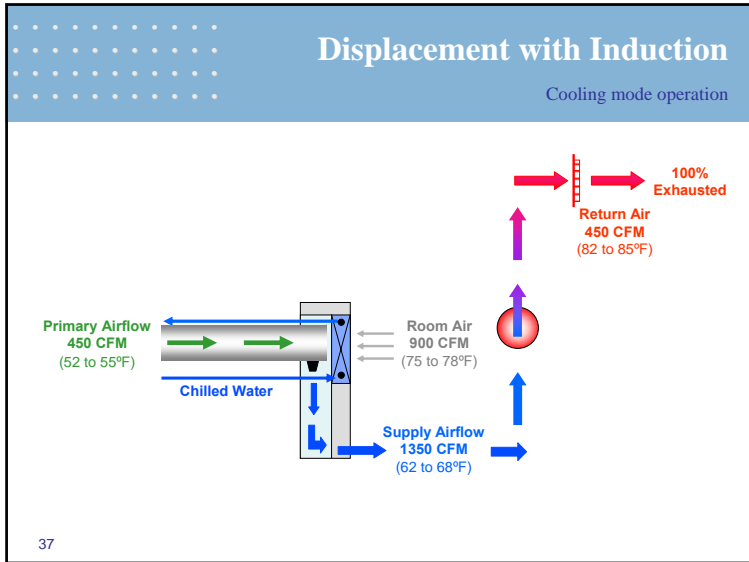 Displacement with Induction
Cooling mode operation
100%
Exhausted
Return Air
450 CFM
(82 to 85ºF)
Primary Airflow
450 CFM
(52 to 55ºF)
Room Air
900 CFM
(75 to 78ºF)
Chilled Water
Supply Airflow
1350 CFM
(62 to 68ºF)
37